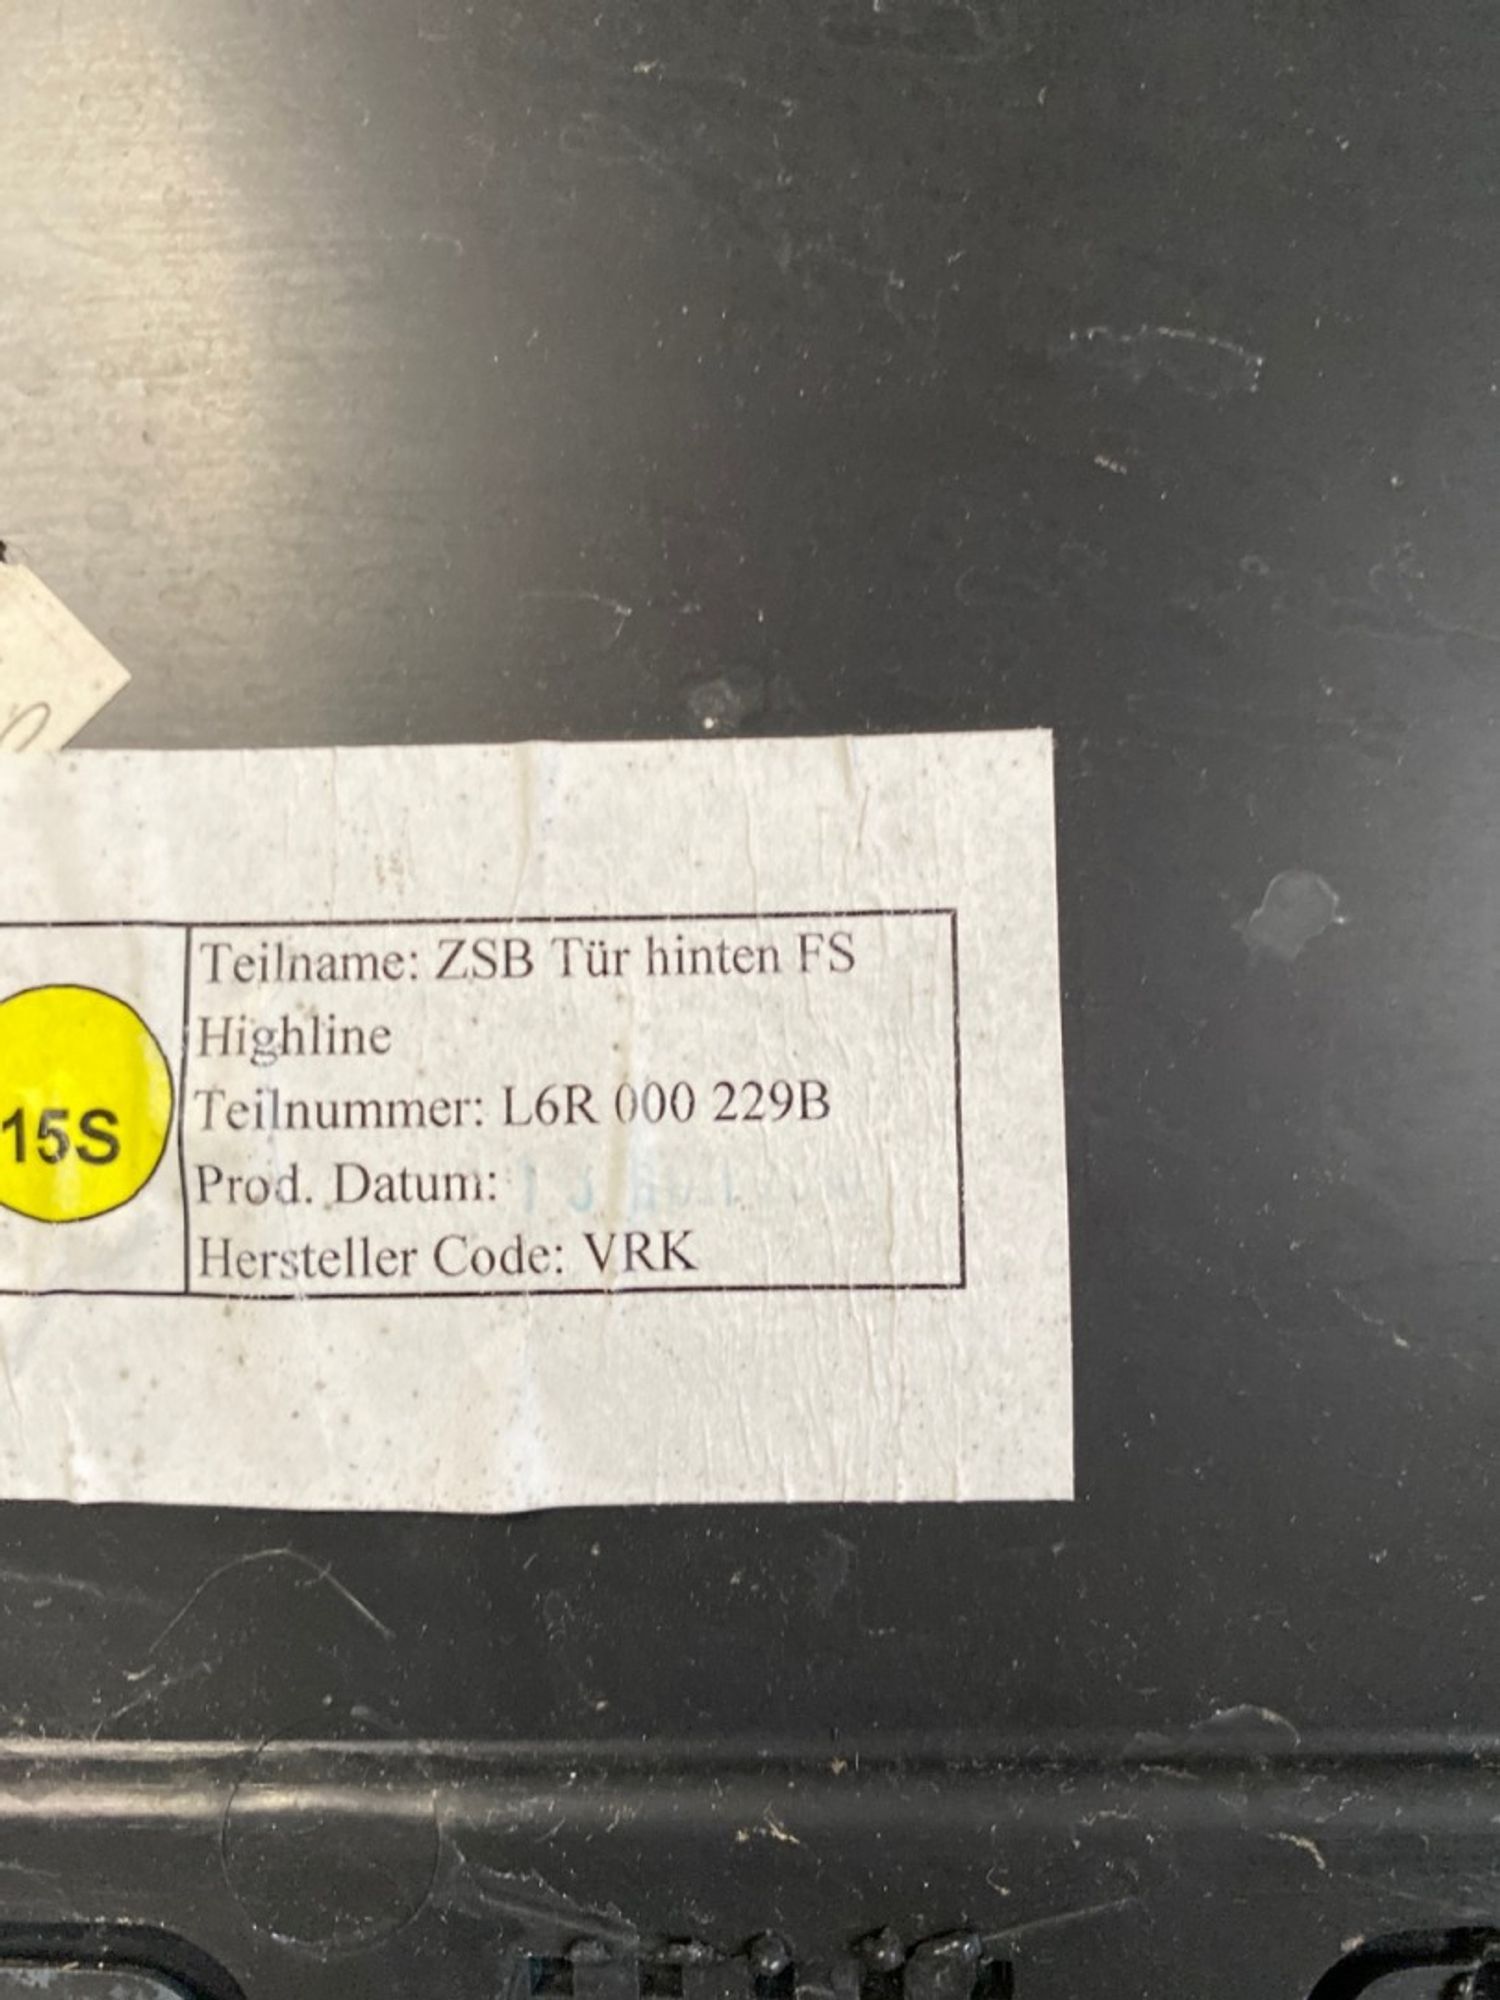 15S
Teilname: ZSB Tür hinten FS
Highline
Teilnummer: L6R 000 229B
Prod. Datum:
Hersteller Code: VRK